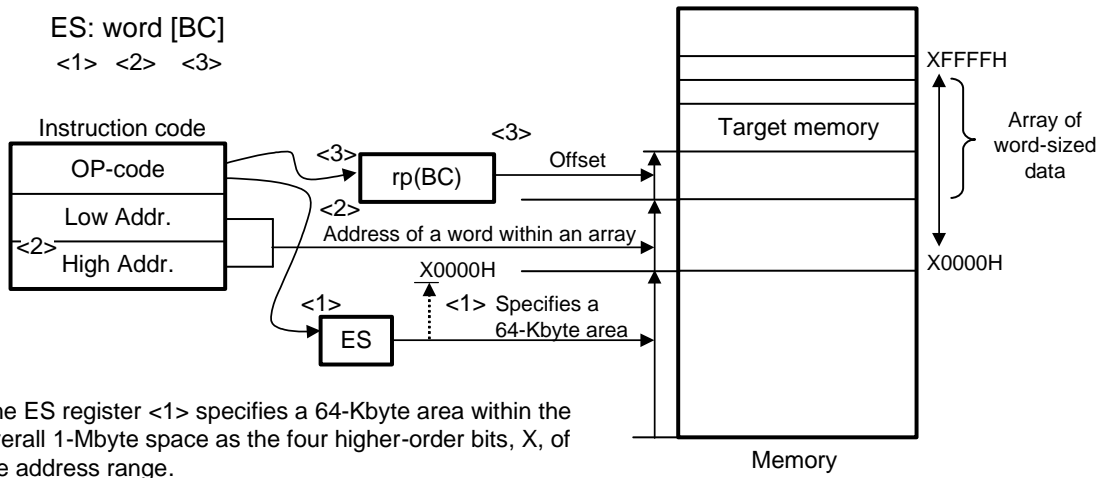 ES: word [BC]
<1> <2> <3>
Instruction code
OP-code
Low Addr.
<2>
High Addr.
<3>
rp(BC)
<3>
Offset
<2>
Address of a word within an array
X0000H
<1>
ES
<1> Specifies a
64-Kbyte area
Target memory
XFFFFH
Array of
word-sized
data
X0000H
Memory
ES register <1> specifies a 64-Kbyte area within the
1-Mbyte space as the four higher-order bits, X, of
address range.